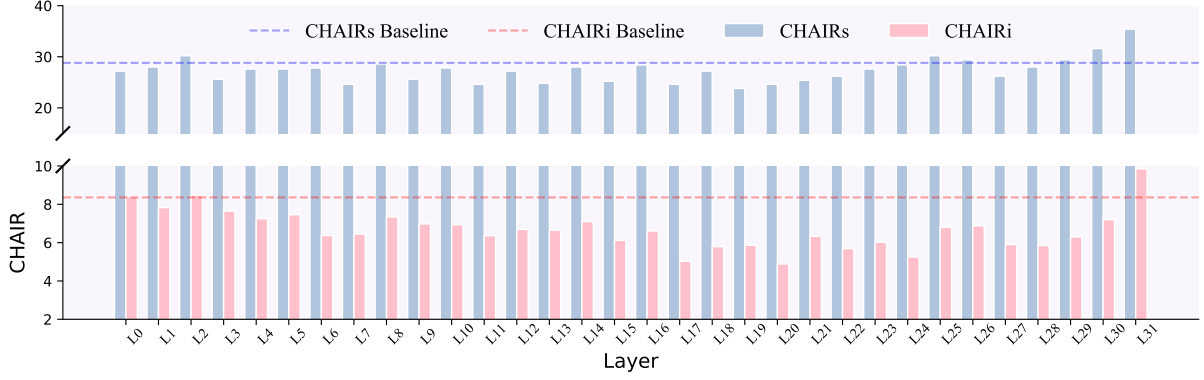 CHAIRs Baseline CHAIRi Baseline CHAIRs CHAIRi
40
30
20
10
8
6
4
2
CHAIR
L0 L1 L2 L3 L4 L5 L6 L7 L8 L9 L10 L11 L12 L13 L14 L15 L16 L17 L18 L19 L20 L21 L22 L23 L24 L25 L26 L27 L28 L29 L30 L31
Layer